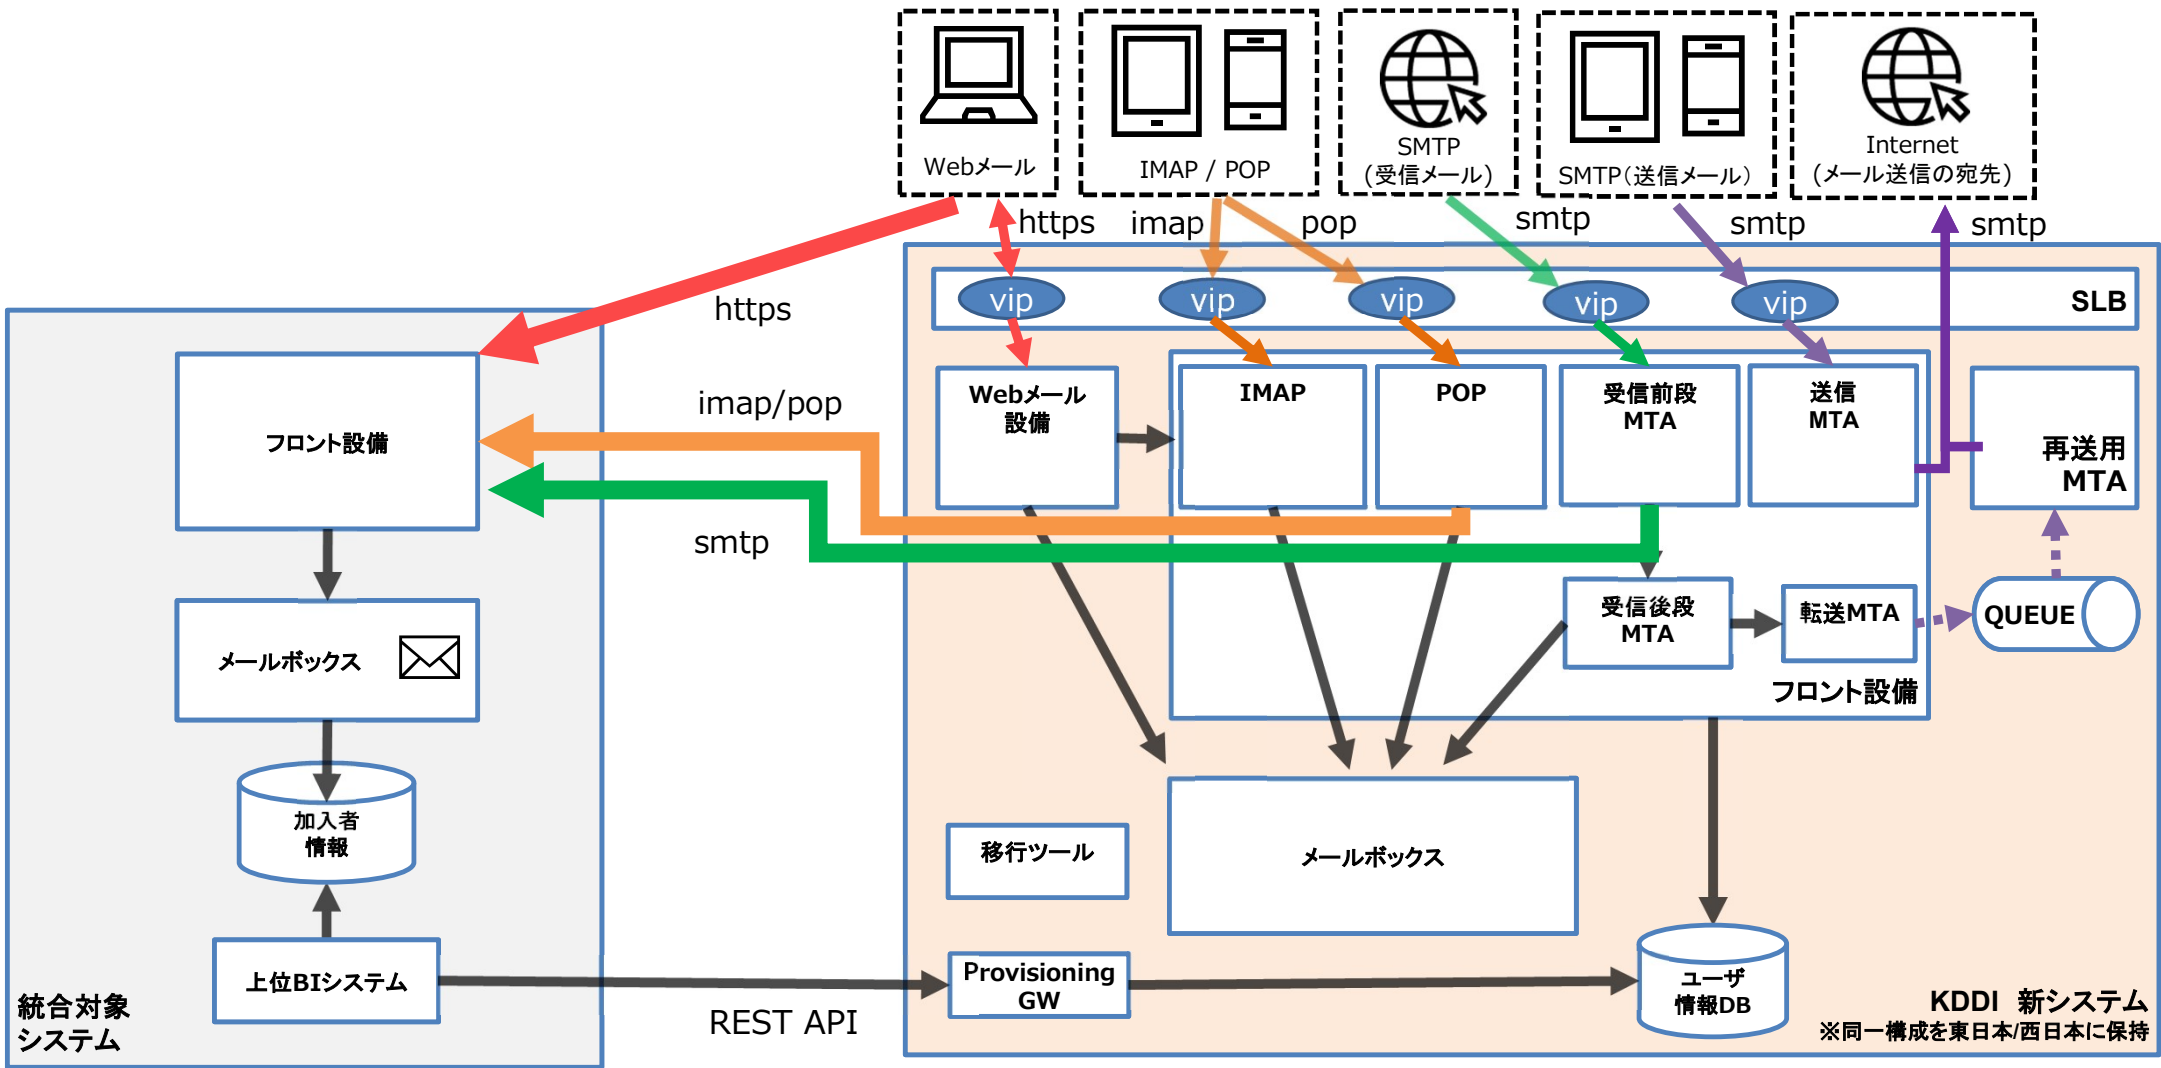 Webメール
IMAP / POP
SMTP
(受信メール)
SMTP(送信メール)
Internet
(メール送信の宛先)
https
imap
pop
smtp
smtp
smtp
vip
vip
vip
vip
vip
SLB
https
imap/pop
smtp
フロント設備
メールボックス
加入者
情報
上位BIシステム
統合対象
システム
REST API
Webメール
設備
IMAP
POP
受信前段
MTA
送信
MTA
再送用
MTA
受信後段
MTA
転送MTA
QUEUE
フロント設備
移行ツール
メールボックス
Provisioning
GW
ユーザ
情報DB
KDDI 新システム
※同一構成を東日本/西日本に保持